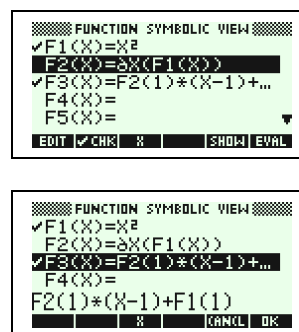 FUNCTION SYMBOLIC VIEW
✓F1(X)=X²
F2(X)=∂X(F1(X))
✓F3(X)=F2(1)*(X-1)+…
F4(X)=
F5(X)=
EDIT ✓CHK X SHOW EVAL
FUNCTION SYMBOLIC VIEW
✓F1(X)=X²
F2(X)=∂X(F1(X))
✓F3(X)=F2(1)*(X-1)+…
F4(X)=
F2(1)*(X-1)+F1(1)
X CANCL OK